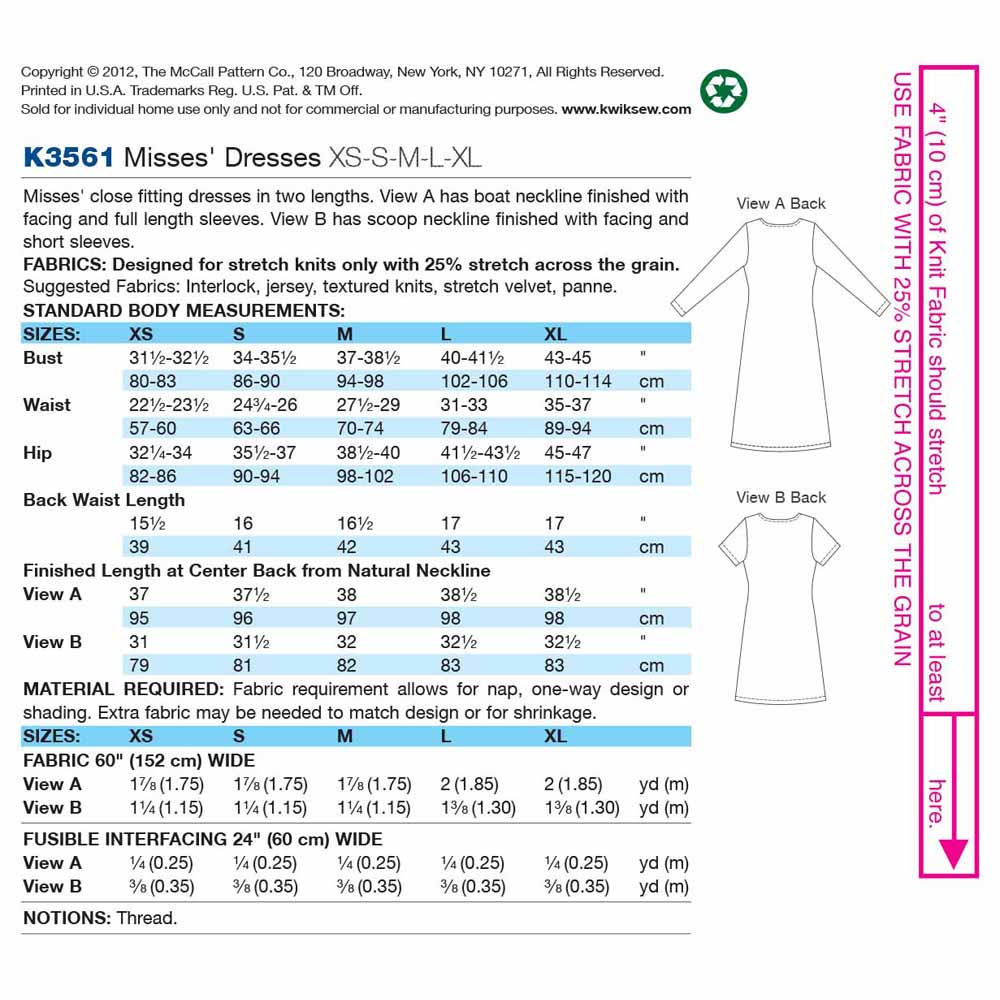 Copyright © 2012, The McCall Pattern Co., 120 Broadway, New York, NY 10271, All Rights Reserved.
Printed in U.S.A. Trademarks Reg. U.S. Pat. & TM Off.
Sold for individual home use only and not for commercial or manufacturing purposes. www.kwiksew.com
K3561 Misses' Dresses XS-S-M-L-XL
Misses' close fitting dresses in two lengths. View A has boat neckline finished with
facing and full length sleeves. View B has scoop neckline finished with facing and
short sleeves.
FABRICS: Designed for stretch knits only with 25% stretch across the grain.
Suggested Fabrics: Interlock, jersey, textured knits, stretch velvet, panne.
STANDARD BODY MEASUREMENTS:
SIZES: XS S M L XL
Bust 31½-32½ 34-35½ 37-38½ 40-41½ 43-45 "
80-83 86-90 94-98 102-106 110-114 cm
Waist 22½-23½ 24¾-26 27½-29 31-33 35-37 "
57-60 63-66 70-74 79-84 89-94 cm
Hip 32¼-34 35½-37 38½-40 41½-43½ 45-47 "
82-86 90-94 98-102 106-110 115-120 cm
Back Waist Length
15½ 16 16½ 17 17 "
39 41 42 43 43 cm
Finished Length at Center Back from Natural Neckline
View A 37 37½ 38 38½ 38½ "
95 96 97 98 98 cm
View B 31 31½ 32 32½ 32½ "
79 81 82 83 83 cm
MATERIAL REQUIRED: Fabric requirement allows for nap, one-way design or
shading. Extra fabric may be needed to match design or for shrinkage.
SIZES: XS S M L XL
FABRIC 60" (152 cm) WIDE
View A 1⅞ (1.75) 1⅞ (1.75) 1⅞ (1.75) 2 (1.85) 2 (1.85) yd (m)
View B 1¼ (1.15) 1¼ (1.15) 1¼ (1.15) 1⅜ (1.30) 1⅜ (1.30) yd (m)
FUSIBLE INTERFACING 24" (60 cm) WIDE
View A ¼ (0.25) ¼ (0.25) ¼ (0.25) ¼ (0.25) ¼ (0.25) yd (m)
View B ⅜ (0.35) ⅜ (0.35) ⅜ (0.35) ⅜ (0.35) ⅜ (0.35) yd (m)
NOTIONS: Thread.
View A Back
View B Back
4" (10 cm) of Knit Fabric should stretch to at least here.
USE FABRIC WITH 25% STRETCH ACROSS THE GRAIN